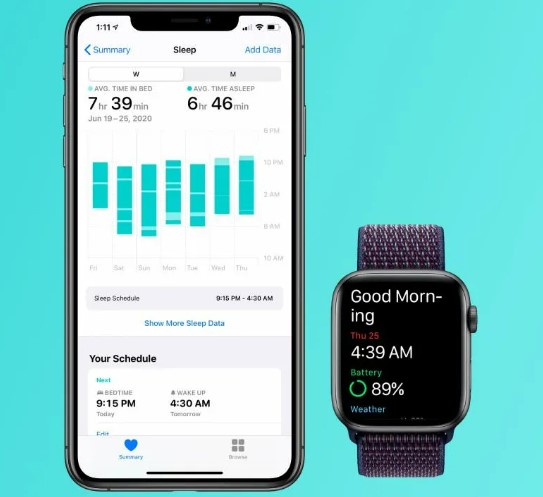 1:11
Summary
Sleep
Add Data
W
M
AVG. TIME IN BED
AVG. TIME ASLEEP
7 hr 39 min
6 hr 46 min
Jun 19–25, 2020
6 PM
10 PM
2 AM
6 AM
10 AM
Fri
Sat
Sun
Mon
Tue
Wed
Thu
Sleep Schedule
9:15 PM - 4:30 AM
Show More Sleep Data
Your Schedule
Next
BEDTIME
WAKE UP
9:15 PM
4:30 AM
Today
Tomorrow
Edit
Summary
Browse
Good Morn-
ing
Thu 25
4:39 AM
Battery
89%
Weather